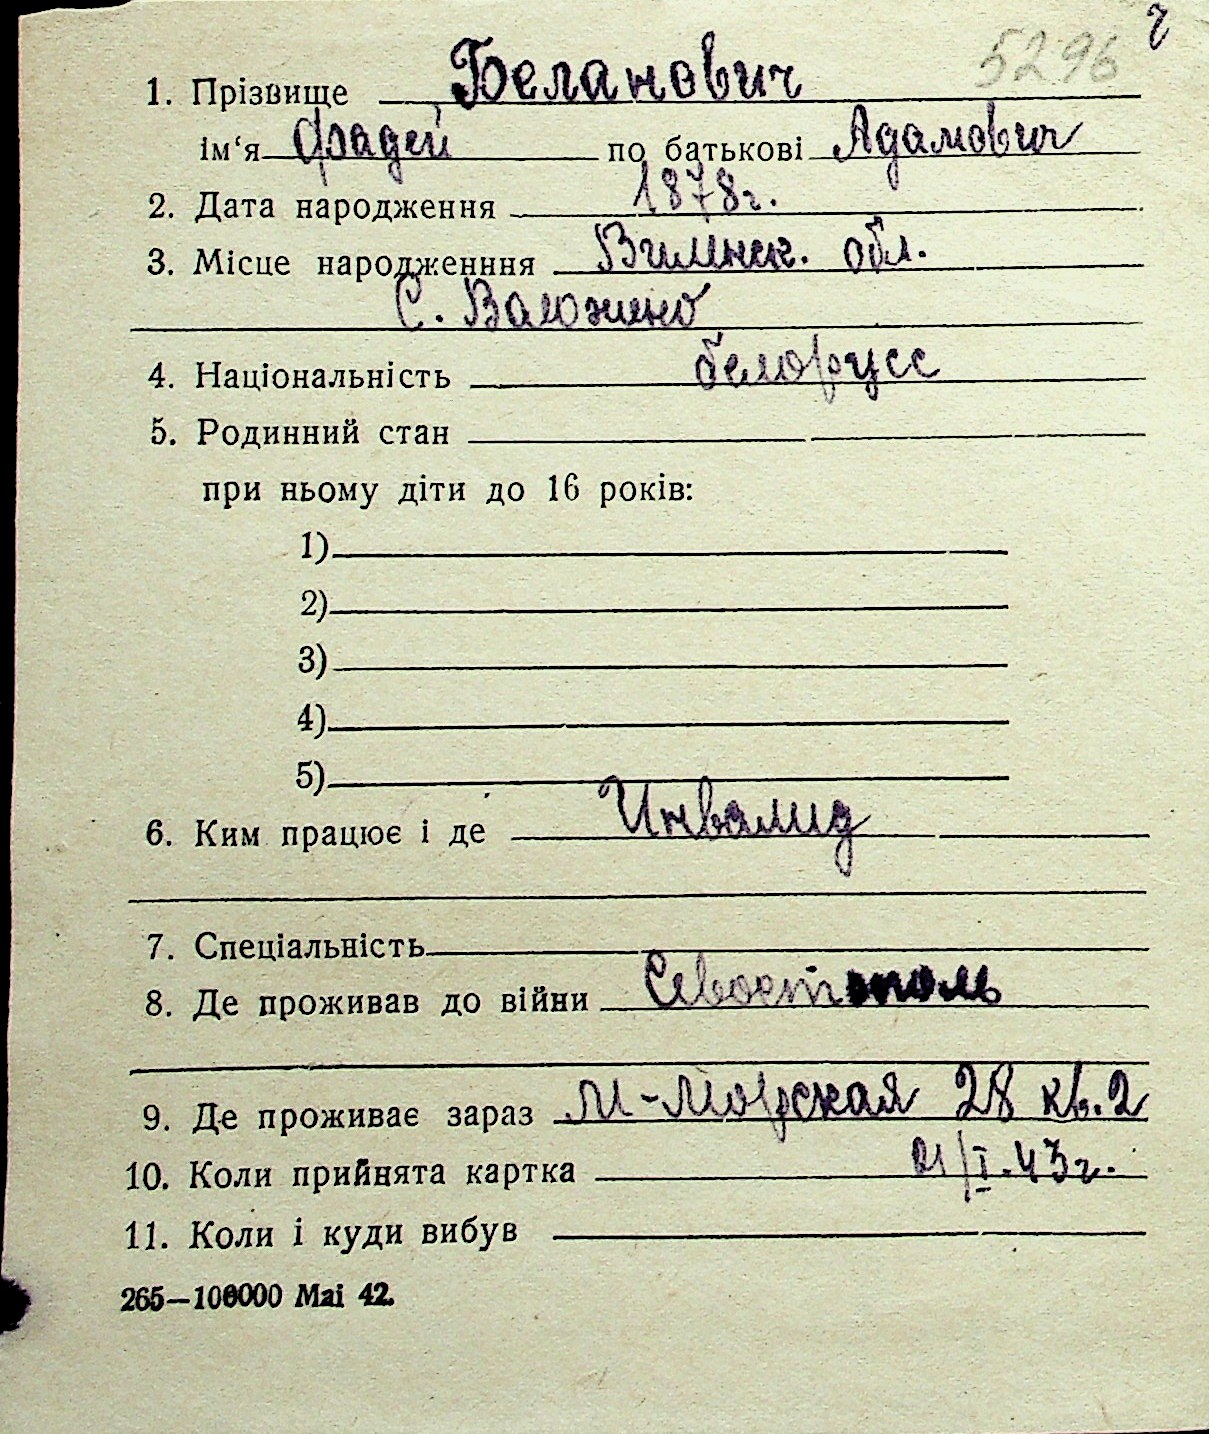 5296
1. Прізвище Беланович
ім‘я Фадей по батькові Адамович
2. Дата народження 1878г.
3. Місце народженння Виленск. обл.
С. Валожино
4. Національність белорусс
5. Родинний стан
при ньому діти до 16 років:
1)
2)
3)
4)
5)
6. Ким працює і де Инвалид
7. Спеціальність
8. Де проживав до війни Севостополь
9. Де проживає зараз М-Морская 28 кв.2
10. Коли прийнята картка 21/I.43г.
11. Коли і куди вибув
265—100000 Mai 42.